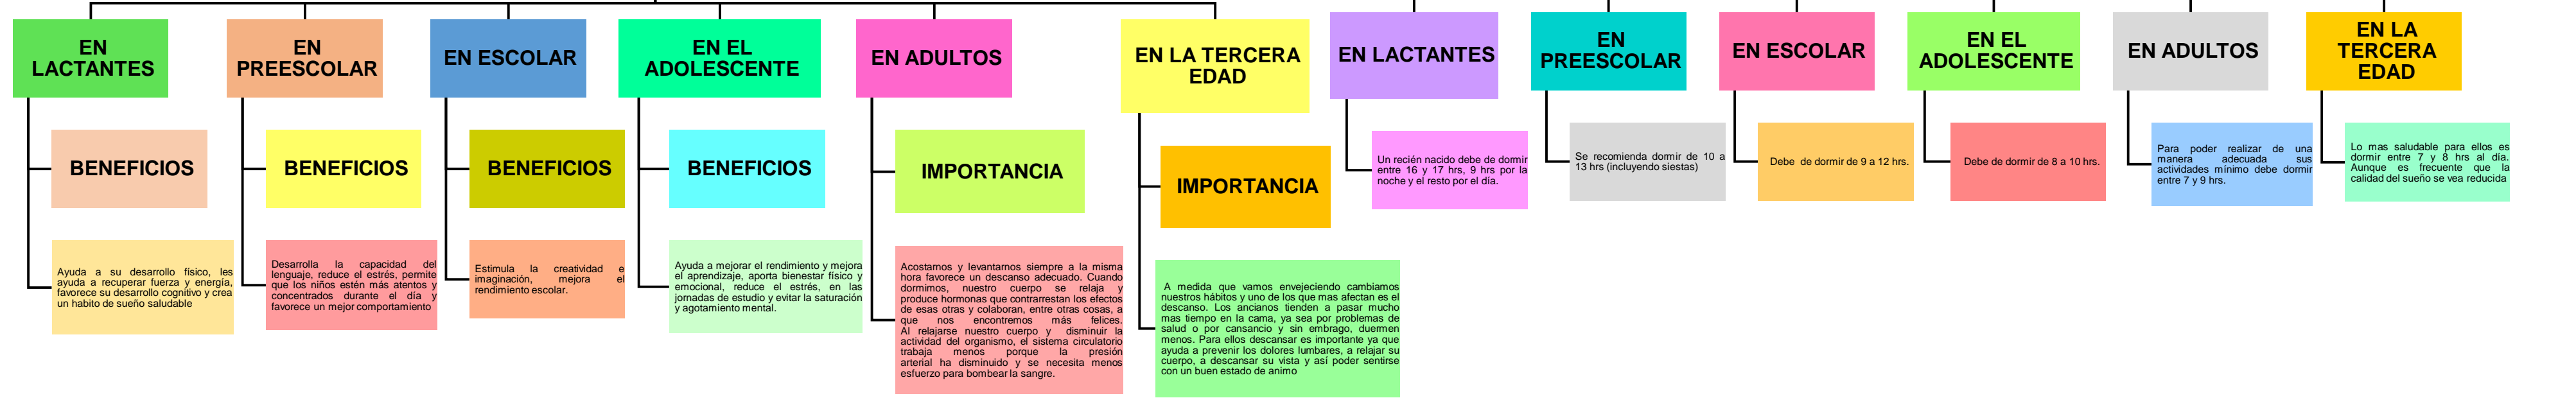 EN
LACTANTES
BENEFICIOS
Ayuda a su desarrollo físico, les
ayuda a recuperar fuerza y energía,
favorece su desarrollo cognitivo y crea
un habito de sueño saludable
EN
PREESCOLAR
BENEFICIOS
Desarrolla la capacidad del
lenguaje, reduce el estrés, permite
que los niños estén más atentos y
concentrados durante el día y
favorece un mejor comportamiento
EN ESCOLAR
BENEFICIOS
Estimula la creatividad e
imaginación, mejora el
rendimiento escolar.
EN EL
ADOLESCENTE
BENEFICIOS
Ayuda a mejorar el rendimiento y mejora
el aprendizaje, aporta bienestar físico y
emocional, reduce el estrés, en las
jornadas de estudio y evitar la saturación
y agotamiento mental.
EN ADULTOS
IMPORTANCIA
Acostarnos y levantarnos siempre a la misma
hora favorece un descanso adecuado. Cuando
dormimos, nuestro cuerpo se relaja y
produce hormonas que contrarrestan los efectos
de esas otras y colaboran, entre otras cosas, a
que nos encontremos más felices.
Al relajarse nuestro cuerpo y disminuir la
actividad del organismo, el sistema circulatorio
trabaja menos porque la presión
arterial ha disminuido y se necesita menos
esfuerzo para bombear la sangre.
EN LA TERCERA
EDAD
IMPORTANCIA
A medida que vamos envejeciendo cambiamos
nuestros hábitos y uno de los que mas afectan es el
descanso. Los ancianos tienden a pasar mucho
mas tiempo en la cama, ya sea por problemas de
salud o por cansancio y sin embrago, duermen
menos. Para ellos descansar es importante ya que
ayuda a prevenir los dolores lumbares, a relajar su
cuerpo, a descansar su vista y así poder sentirse
con un buen estado de animo
EN LACTANTES
Un recién nacido debe de dormir
entre 16 y 17 hrs, 9 hrs por la
noche y el resto por el día.
EN
PREESCOLAR
Se recomienda dormir de 10 a
13 hrs (incluyendo siestas)
EN ESCOLAR
Debe de dormir de 9 a 12 hrs.
EN EL
ADOLESCENTE
Debe de dormir de 8 a 10 hrs.
EN ADULTOS
Para poder realizar de una
manera adecuada sus
actividades mínimo debe dormir
entre 7 y 9 hrs.
EN LA
TERCERA
EDAD
Lo mas saludable para ellos es
dormir entre 7 y 8 hrs al día.
Aunque es frecuente que la
calidad del sueño se vea reducida